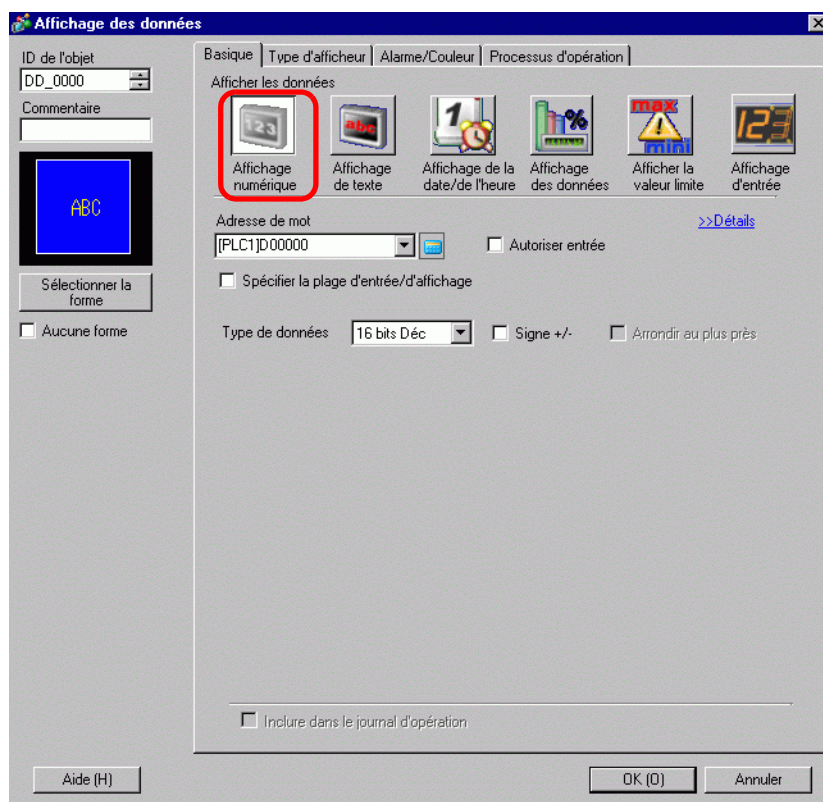 Affichage des données
ID de l'objet
DD_0000
Commentaire
ABC
Sélectionner la
forme
Aucune forme
Basique
Type d'afficheur
Alarme/Couleur
Processus d'opération
Afficher les données
123
abc
1
%
max
mini
123
Affichage
numérique
Affichage
de texte
Affichage de la
date/de l'heure
Affichage
des données
Afficher la
valeur limite
Affichage
d'entrée
Adresse de mot
>>Détails
[PLC1]D00000
Autoriser entrée
Spécifier la plage d'entrée/d'affichage
Type de données
16 bits Déc
Signe +/-
Arrondir au plus près
Inclure dans le journal d'opération
Aide (H)
OK (O)
Annuler